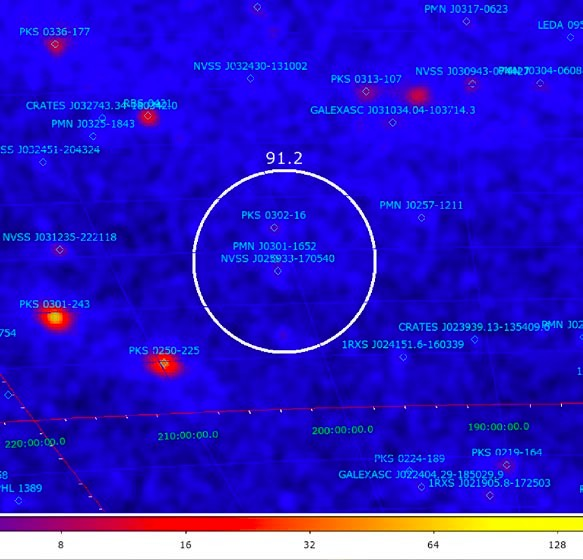 PMN J0317-0623
LEDA 095
PKS 0336-177
NVSS J032430-131002
PKS 0313-107
NVSS J030943-0
0304-0608
CRATES J032743.34-
GALEXASC J031034.04-103714.3
PMN J0325-1843
SS J032451-204324
91.2
PMN J0257-1211
PKS 0302-16
NVSS J031235-222118
PMN J0301-1652
NVSS J025933-170540
PKS 0301-243
CRATES J023939.13-135409.
PMN J02
754
1RXS J024151.6-160339
PKS 0250-225
1
220:00:00.0
210:00:00.0
200:00:00.0
190:00:00.0
PKS 0224-189
PKS 0219-164
GALEXASC J022404.29-185029.9
1RXS J021905.8-172503
HL 1389
8
16
32
64
128